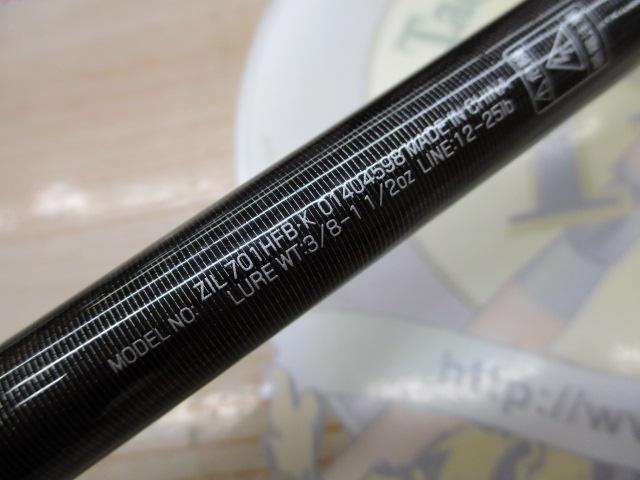 MODEL NO: ZIL 701HFB·K 01404598 MADE IN CHINA
LURE WT:3/8-1 1/2oz LINE:12-25lb
Ta
http://w